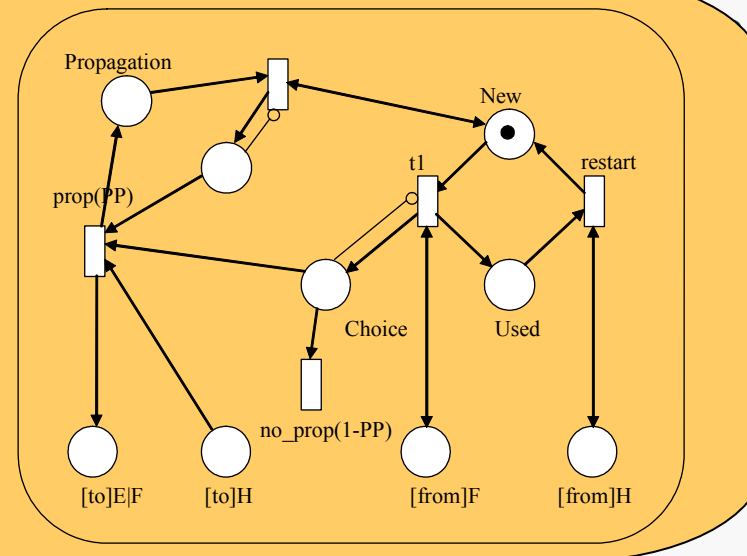 Propagation
New
t1
restart
prop(PP)
Choice
Used
no_prop(1-PP)
[to]E|F
[to]H
[from]F
[from]H